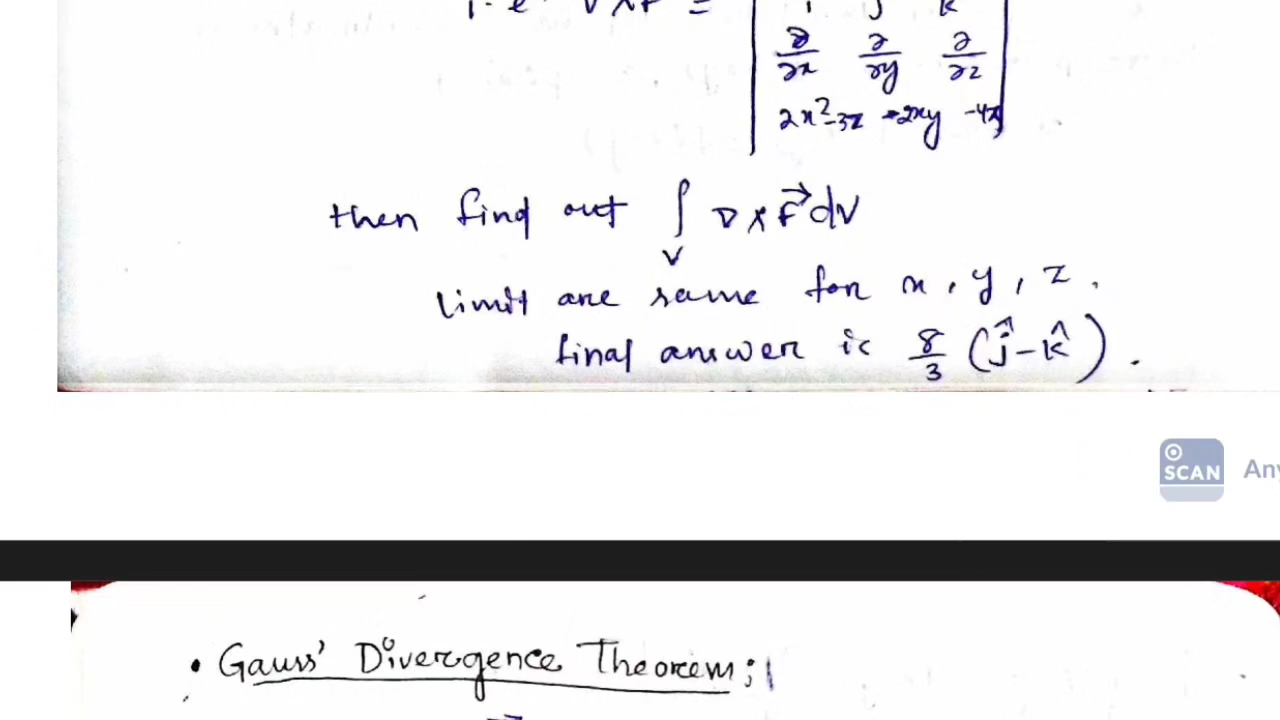 i.e. ∇×F = | i j k
∂/∂x ∂/∂y ∂/∂z
2x²-3z -2xy -4x |
then find out ∫ ∇×F⃗ dv
V
limit are same for x, y, z.
final answer is 8/3 (ĵ-k̂).
SCAN Any
• Gauss' Divergence Theorem;